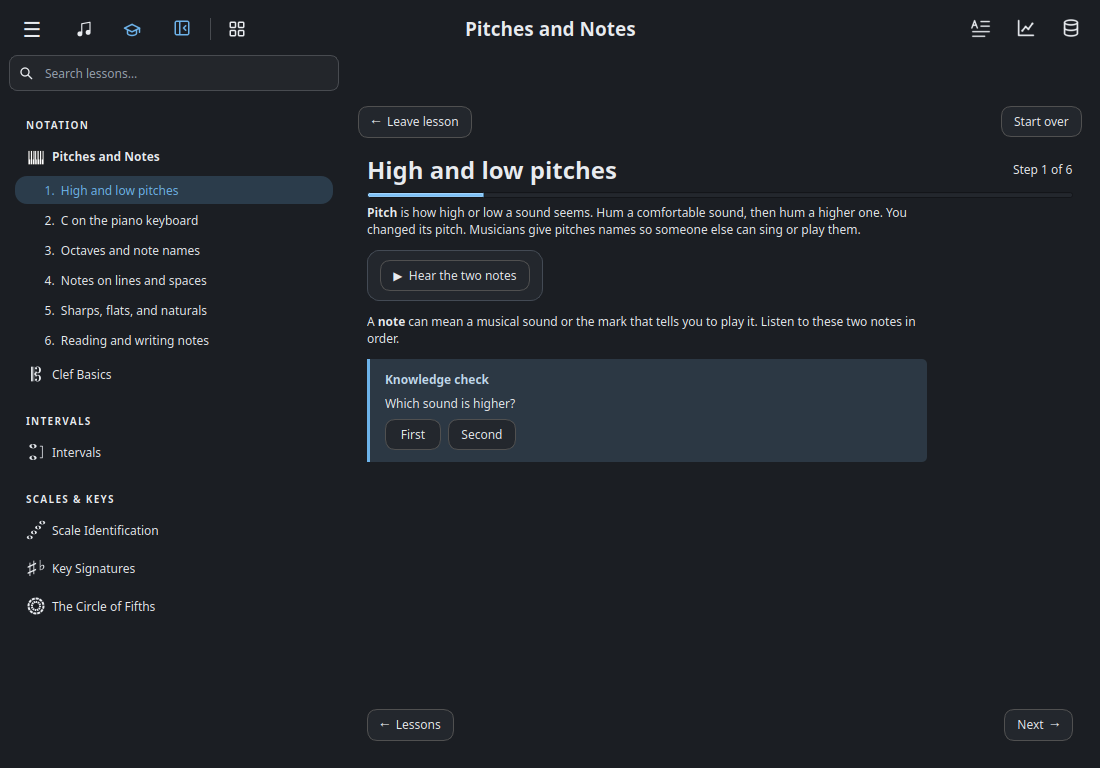 Pitches and Notes
Search lessons...
NOTATION
Pitches and Notes
1. High and low pitches
2. C on the piano keyboard
3. Octaves and note names
4. Notes on lines and spaces
5. Sharps, flats, and naturals
6. Reading and writing notes
Clef Basics
INTERVALS
Intervals
SCALES & KEYS
Scale Identification
Key Signatures
The Circle of Fifths
← Leave lesson
Start over
High and low pitches
Step 1 of 6
Pitch is how high or low a sound seems. Hum a comfortable sound, then hum a higher one. You
changed its pitch. Musicians give pitches names so someone else can sing or play them.
▶ Hear the two notes
A note can mean a musical sound or the mark that tells you to play it. Listen to these two notes in
order.
Knowledge check
Which sound is higher?
First
Second
← Lessons
Next →